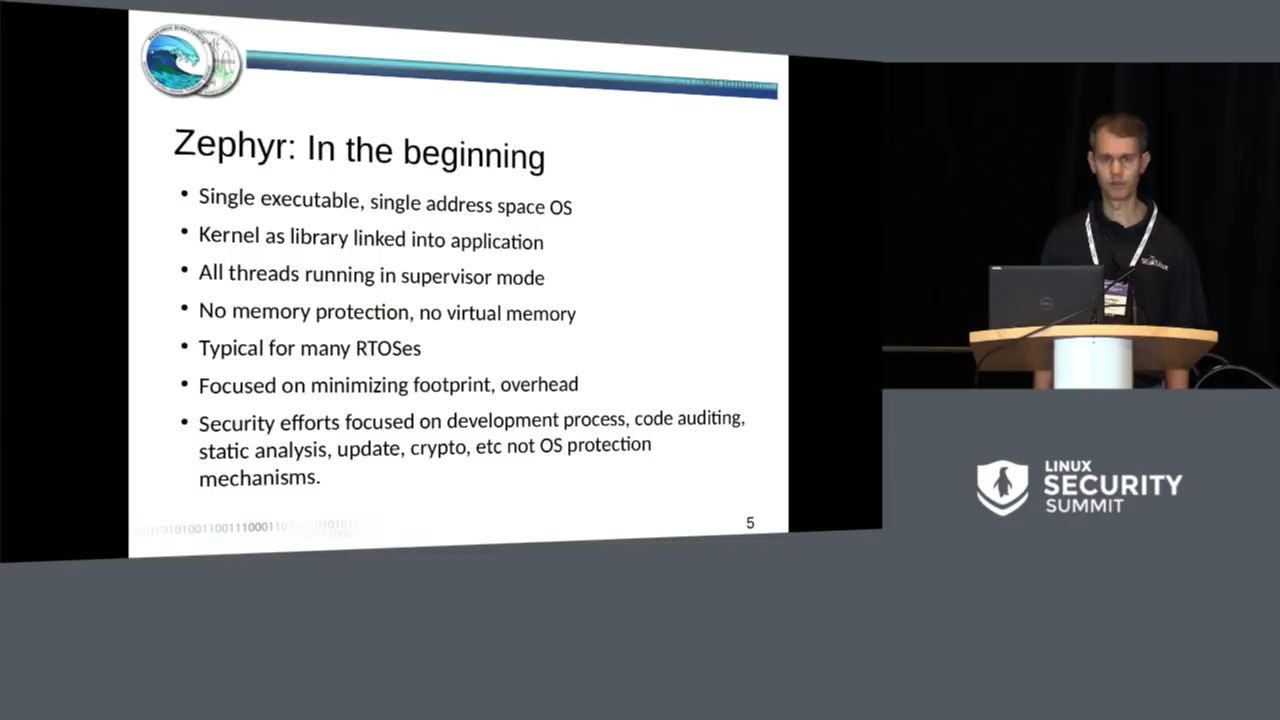 Zephyr: In the beginning
• Single executable, single address space OS
• Kernel as library linked into application
• All threads running in supervisor mode
• No memory protection, no virtual memory
• Typical for many RTOSes
• Focused on minimizing footprint, overhead
• Security efforts focused on development process, code auditing,
static analysis, update, crypto, etc not OS protection
mechanisms.
5
LINUX
SECURITY
SUMMIT